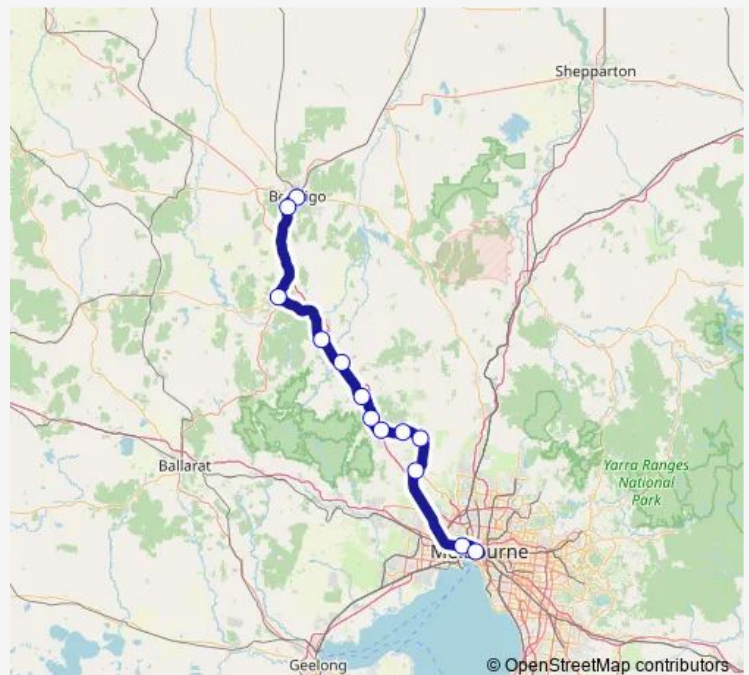 Shepparton
Ballarat
Yarra Ranges
National
Park
Geelong
© OpenStreetMap contributors